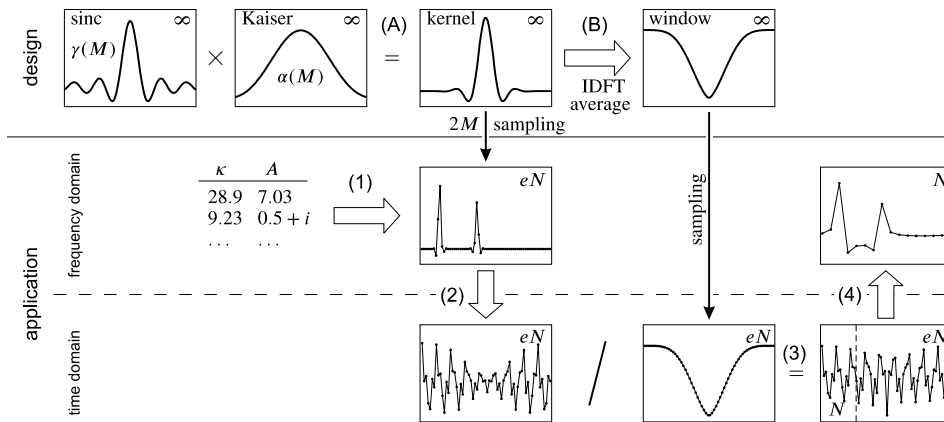 design
sinc ∞
γ(M)
×
Kaiser ∞
α(M)
(A)
=
kernel ∞
(B)
IDFT
average
window ∞
2M sampling
application
frequency domain
κ A
28.9 7.03
9.23 0.5 + i
... ...
(1)
eN
sampling
N
(2)
(4)
time domain
eN
/
eN
(3)
=
eN
N